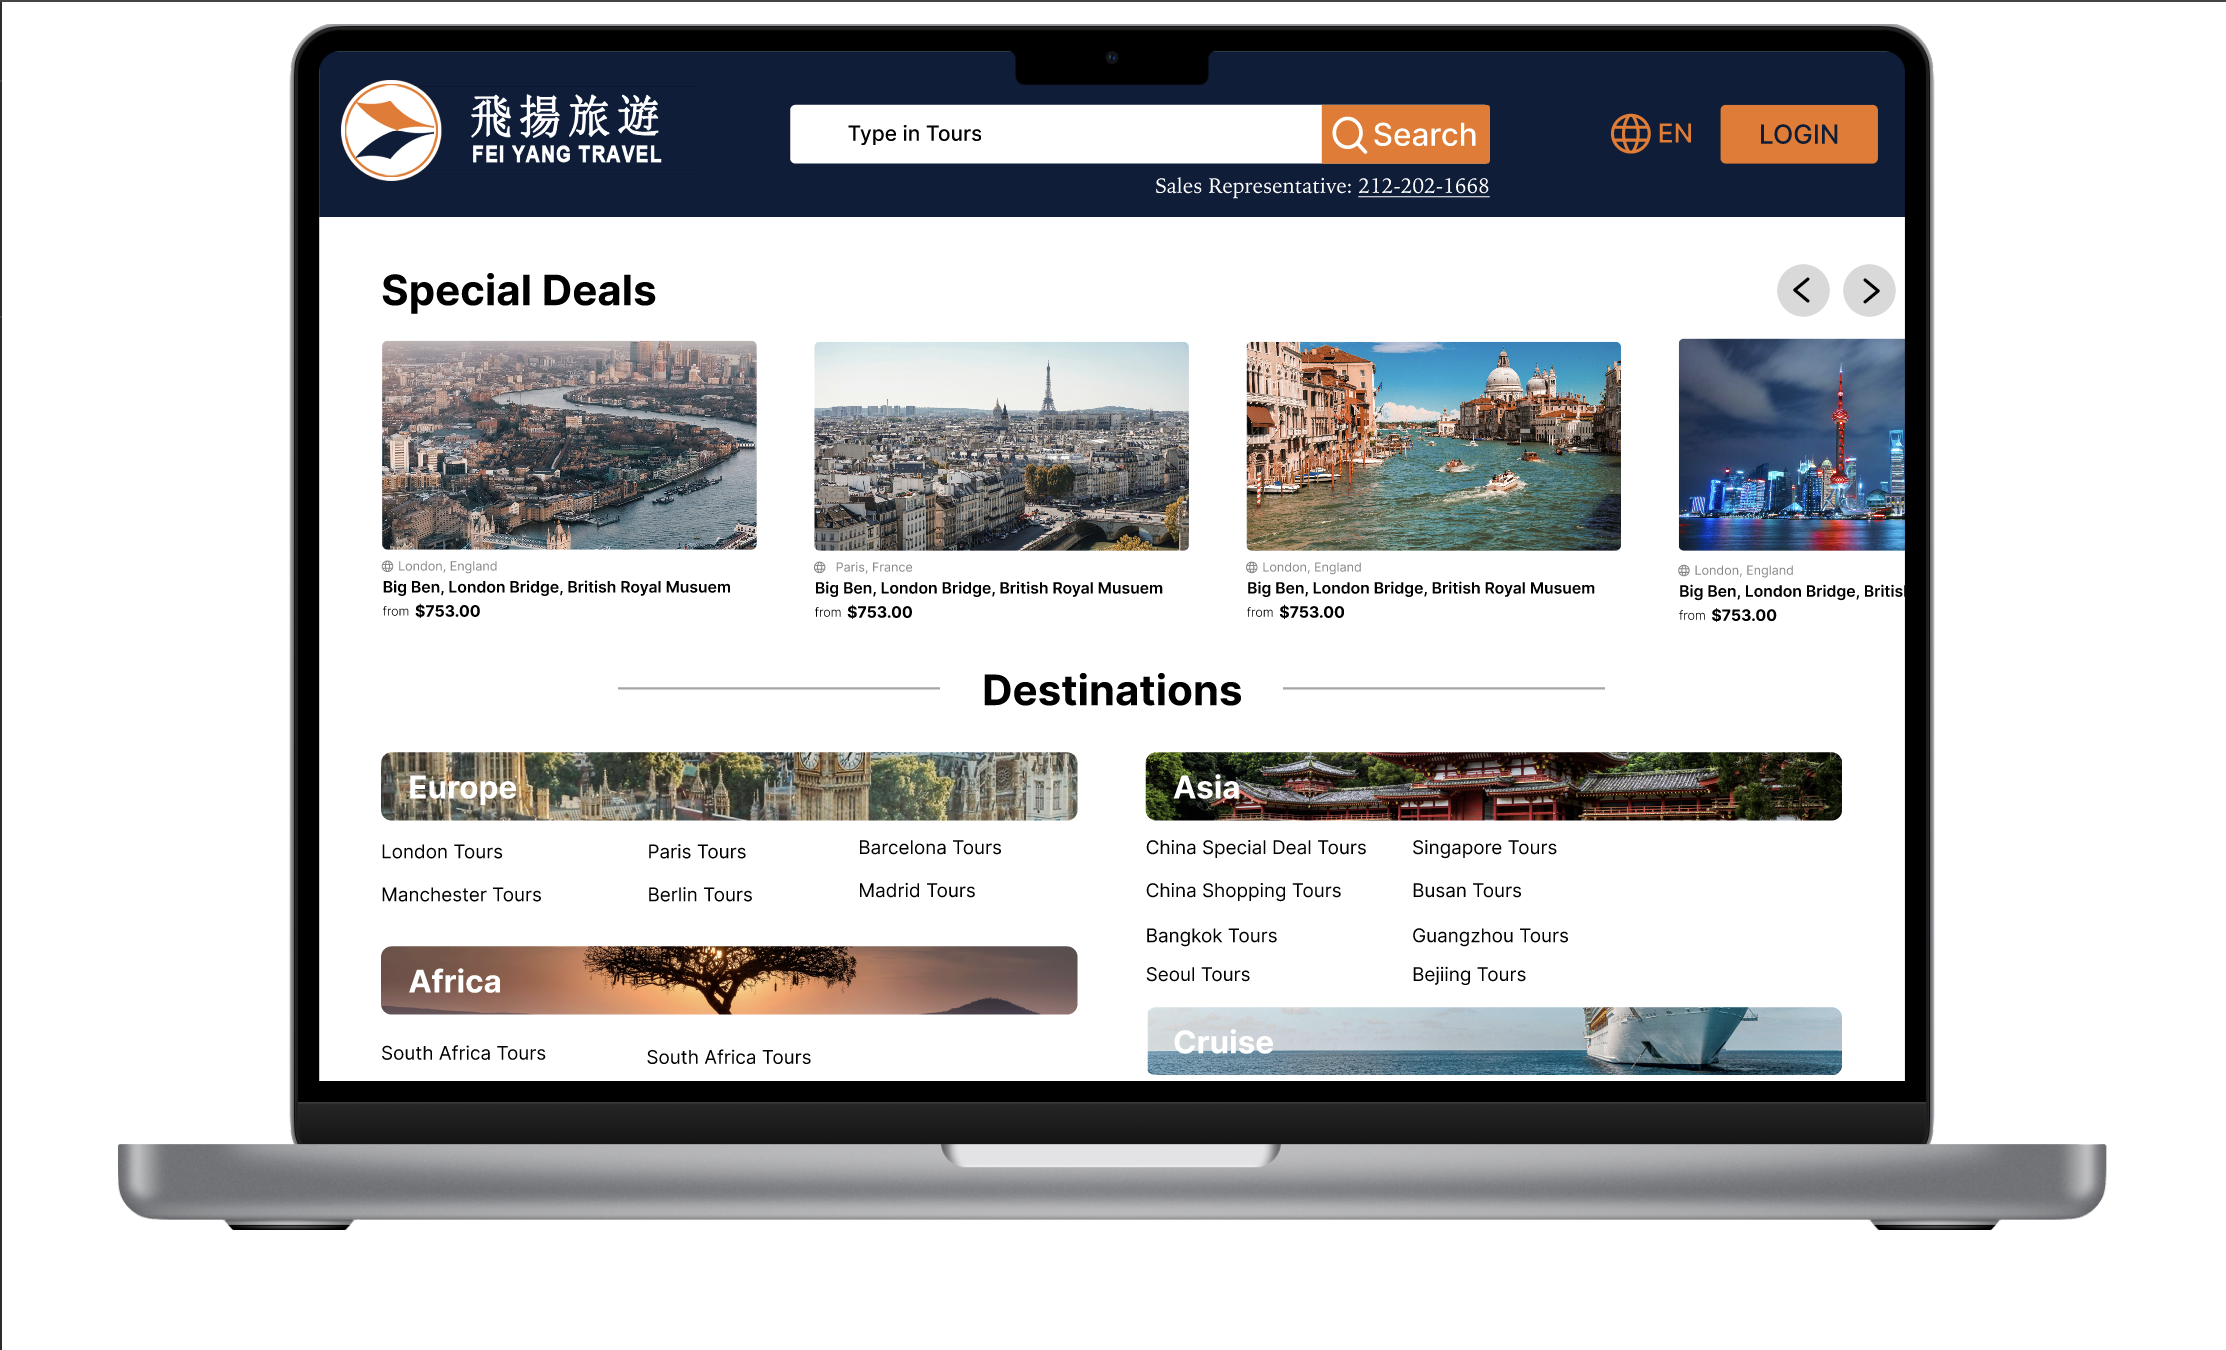 飛揚旅遊
FEI YANG TRAVEL
Type in Tours
Search
EN
LOGIN
Sales Representative: 212-202-1668
Special Deals
London, England
Big Ben, London Bridge, British Royal Musuem
from $753.00
Paris, France
Big Ben, London Bridge, British Royal Musuem
from $753.00
London, England
Big Ben, London Bridge, British Royal Musuem
from $753.00
London, England
Big Ben, London Bridge, Britis
from $753.00
Destinations
Europe
London Tours
Paris Tours
Barcelona Tours
Manchester Tours
Berlin Tours
Madrid Tours
Africa
South Africa Tours
South Africa Tours
Asia
China Special Deal Tours
Singapore Tours
China Shopping Tours
Busan Tours
Bangkok Tours
Guangzhou Tours
Seoul Tours
Bejiing Tours
Cruise